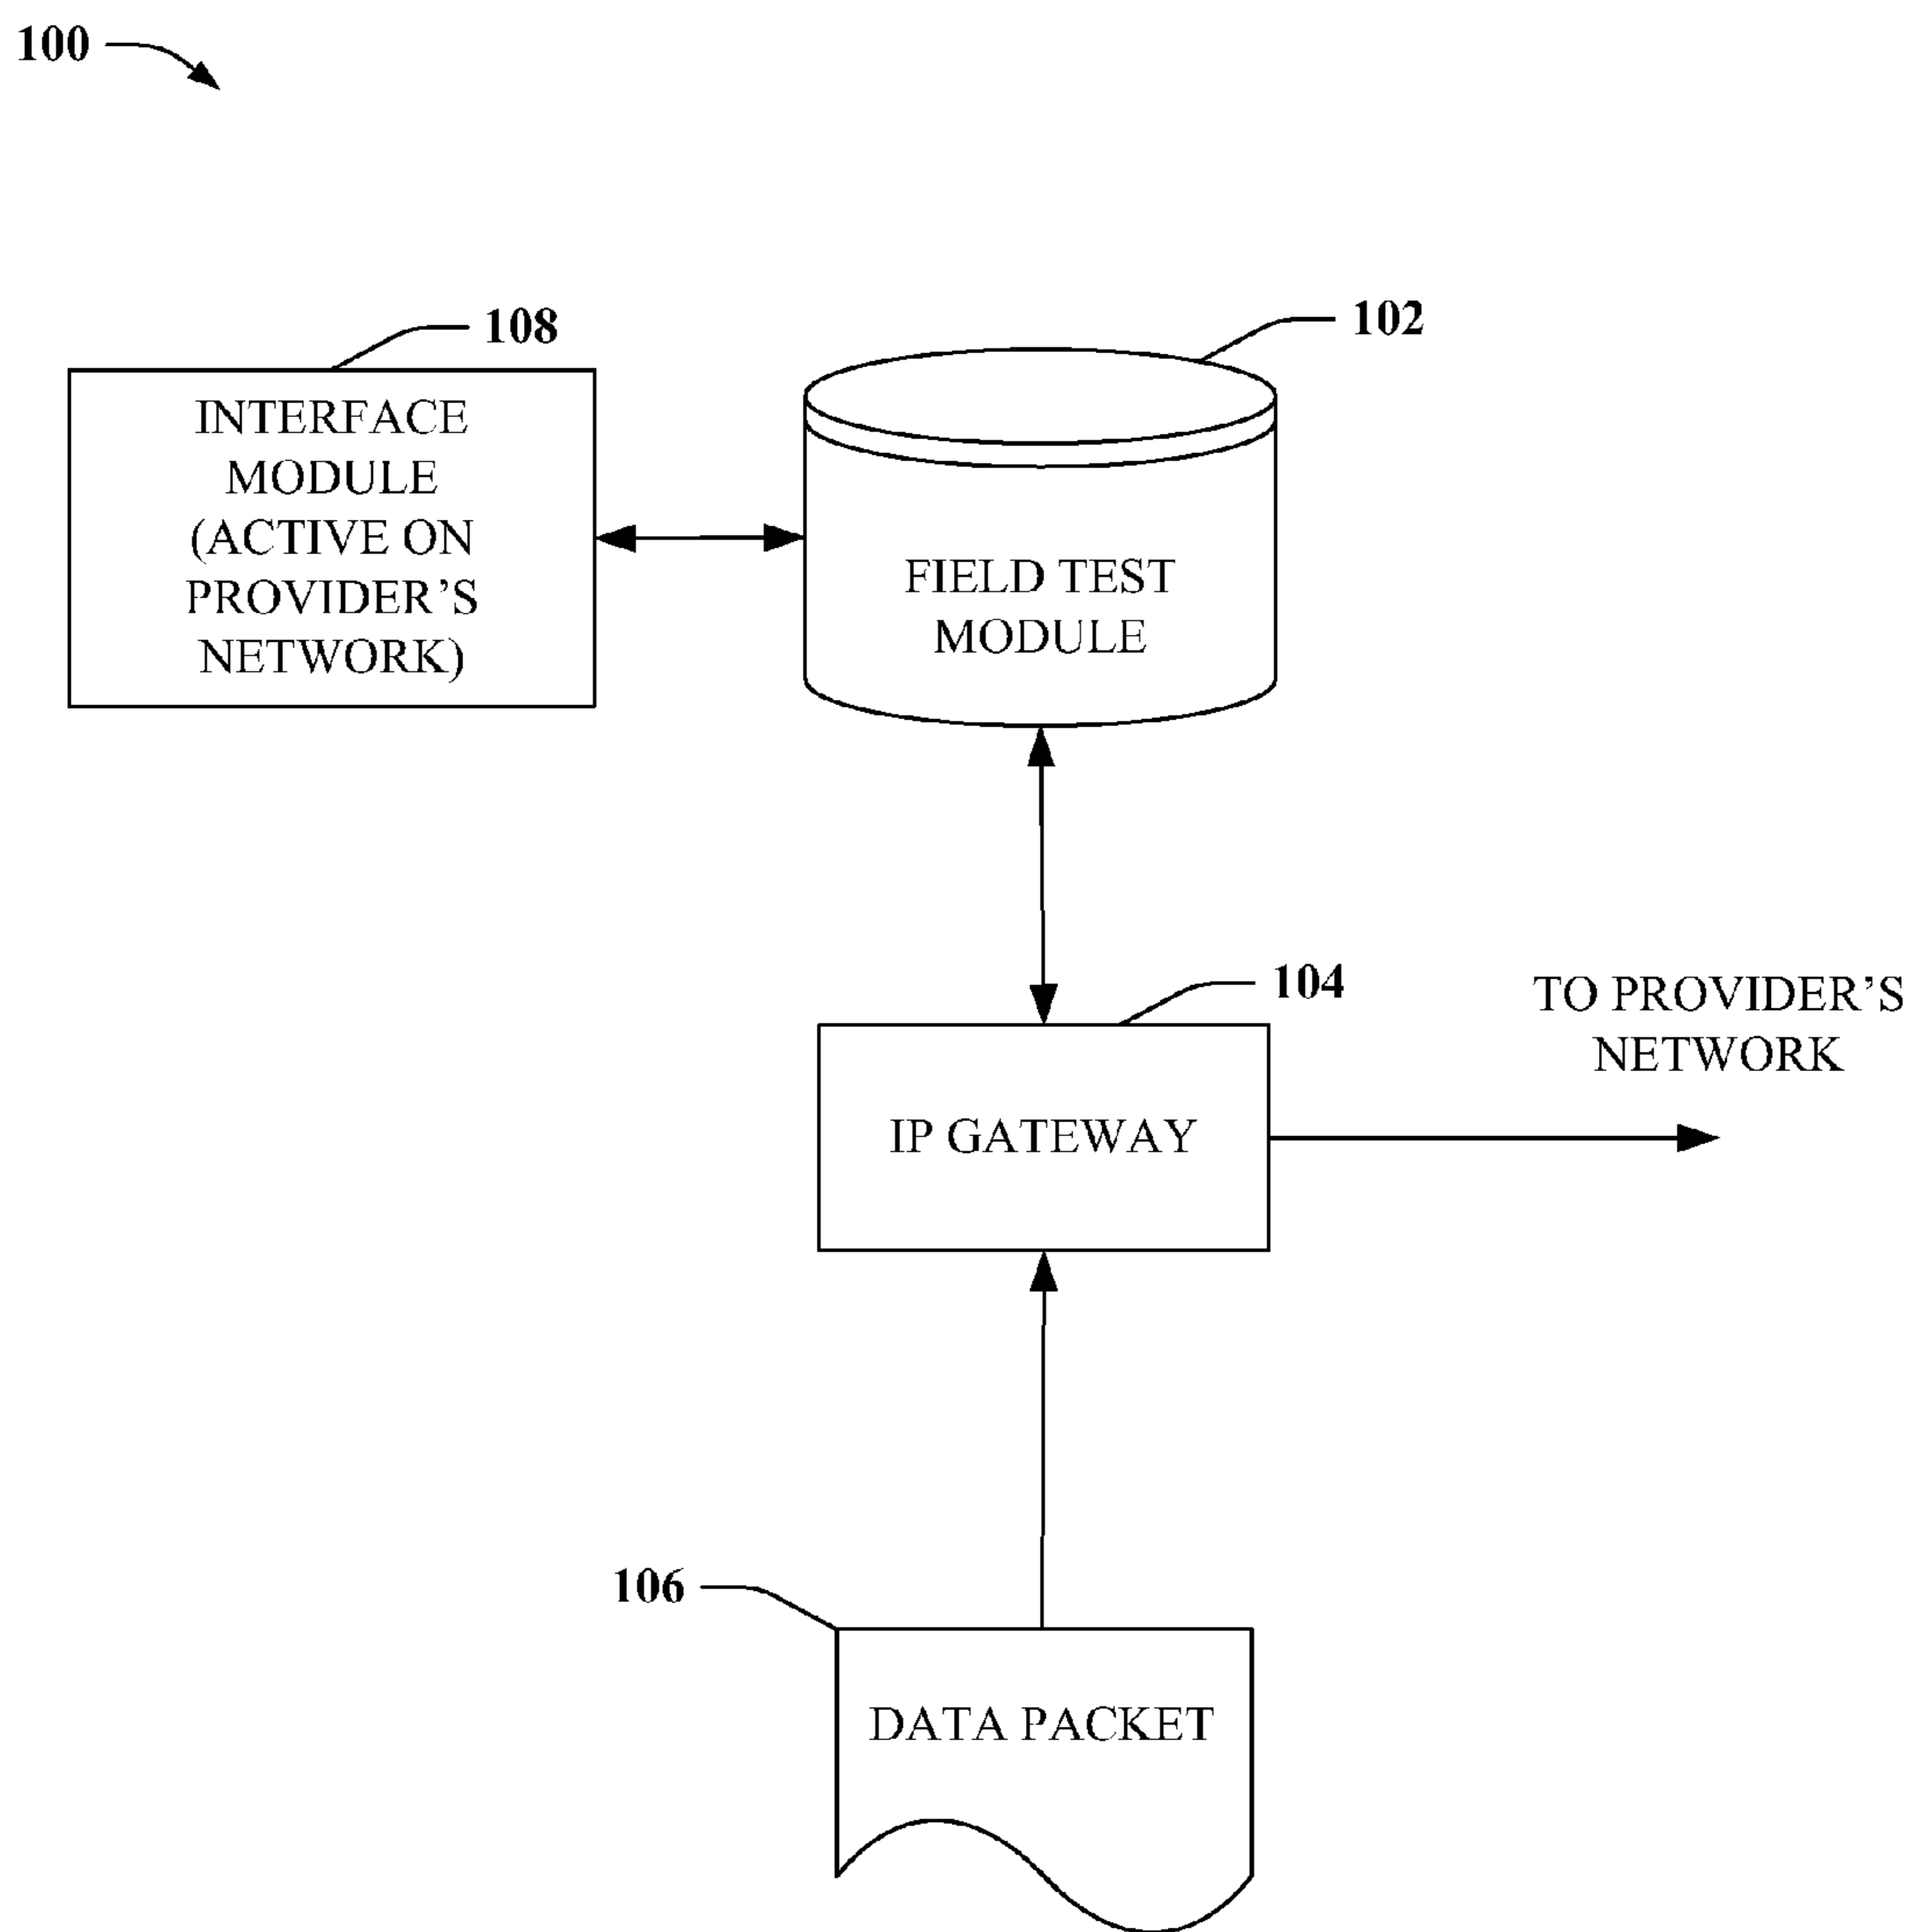 100
108
102
INTERFACE
MODULE
(ACTIVE ON
PROVIDER'S
NETWORK)
FIELD TEST
MODULE
104
TO PROVIDER'S
NETWORK
IP GATEWAY
106
DATA PACKET